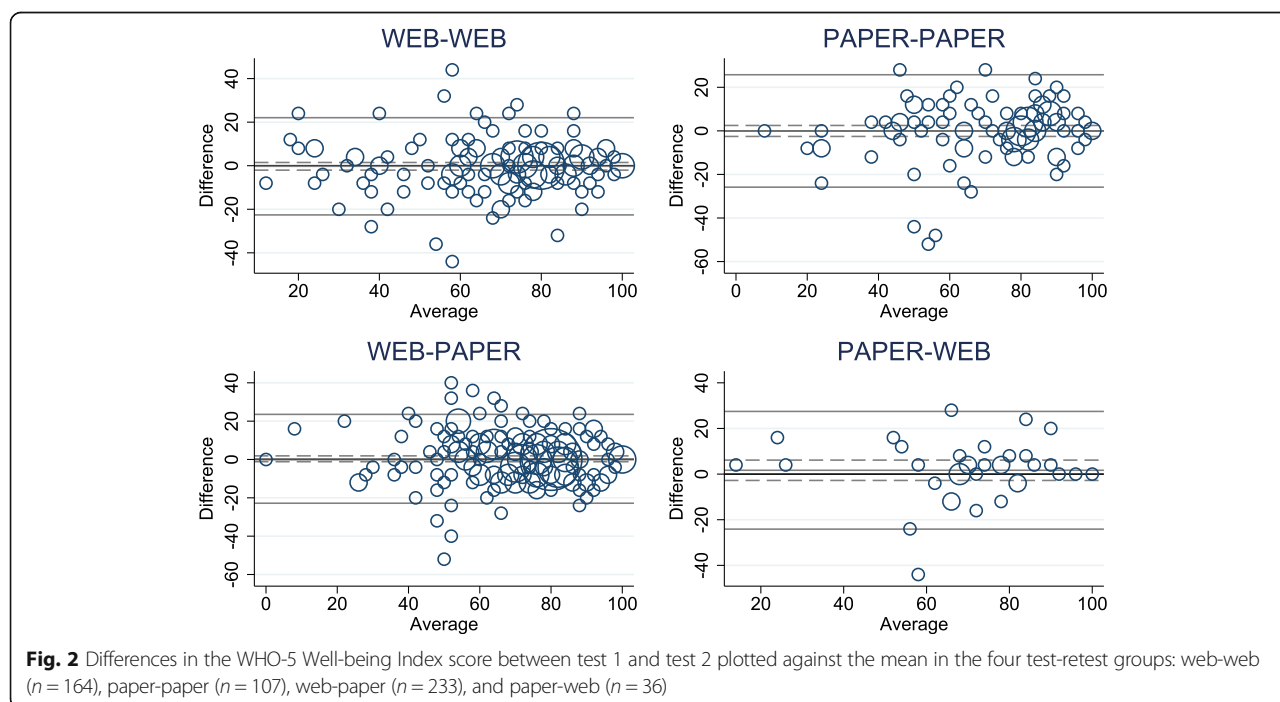 WEB-WEB
40
20
0
-20
-40
Difference
20 40 60 80 100
Average
PAPER-PAPER
20
0
-20
-40
-60
Difference
0 20 40 60 80 100
Average
WEB-PAPER
40
20
0
-20
-40
-60
Difference
0 20 40 60 80 100
Average
PAPER-WEB
40
20
0
-20
-40
Difference
20 40 60 80 100
Average
Fig. 2 Differences in the WHO-5 Well-being Index score between test 1 and test 2 plotted against the mean in the four test-retest groups: web-web
(n = 164), paper-paper (n = 107), web-paper (n = 233), and paper-web (n = 36)